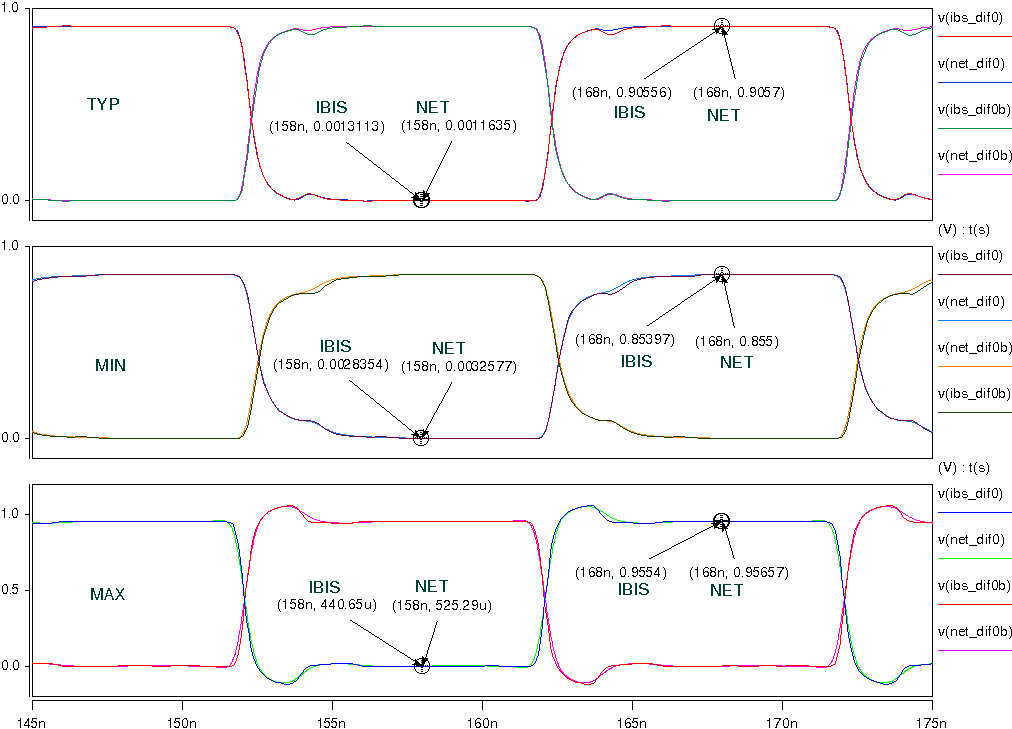 1.0
v(ibs_dif0)
v(net_dif0)
(168n, 0.90556) (168n, 0.9057)
TYP
IBIS NET
IBIS NET
v(ibs_dif0b)
(158n, 0.0013113) (158n, 0.0011635)
v(net_dif0b)
0.0
(V) : t(s)
1.0
v(ibs_dif0)
v(net_dif0)
(168n, 0.85397) (168n, 0.855)
IBIS NET
v(net_dif0b)
MIN
(158n, 0.0028354) (158n, 0.0032577)
IBIS NET
v(ibs_dif0b)
0.0
(V) : t(s)
v(ibs_dif0)
1.0
v(net_dif0)
(168n, 0.9554) (168n, 0.95657)
0.5
MAX
IBIS NET
IBIS NET
v(ibs_dif0b)
(158n, 440.65u) (158n, 525.29u)
v(net_dif0b)
0.0
145n 150n 155n 160n 165n 170n 175n